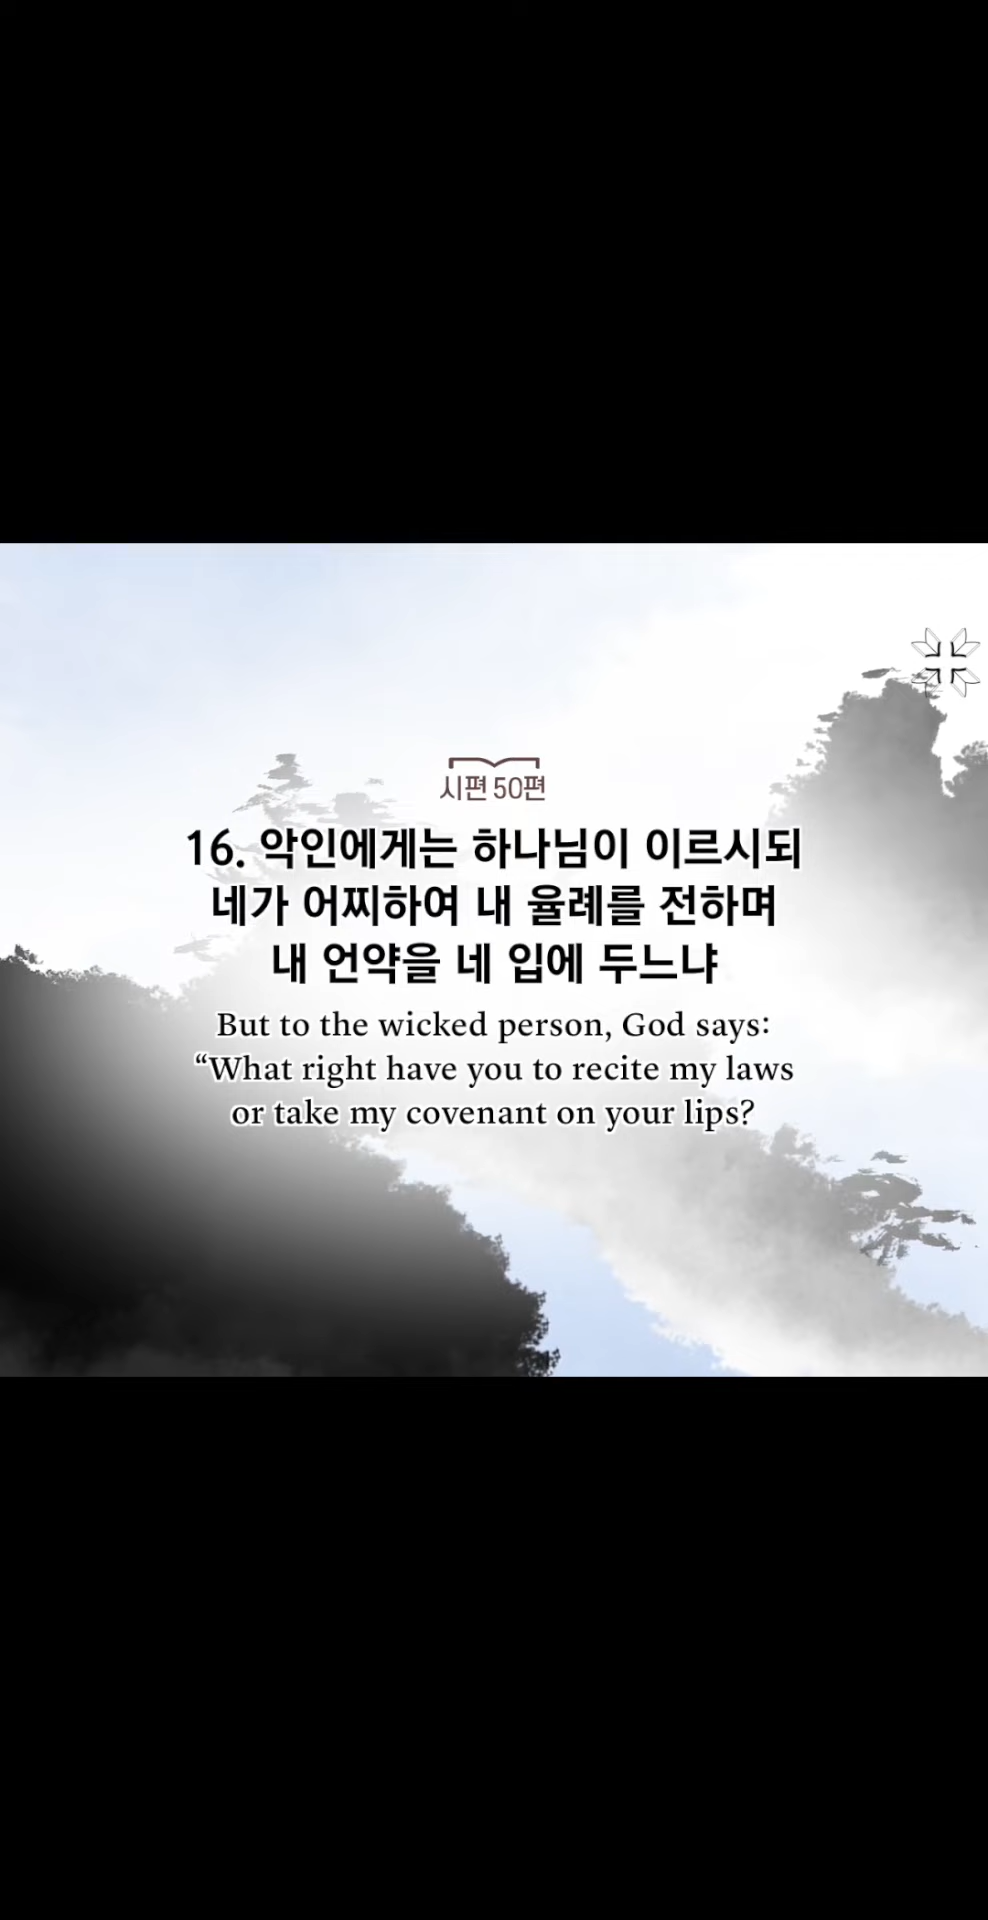 시편 50편
16. 악인에게는 하나님이 이르시되
네가 어찌하여 내 율례를 전하며
내 언약을 네 입에 두느냐
But to the wicked person, God says:
“What right have you to recite my laws
or take my covenant on your lips?